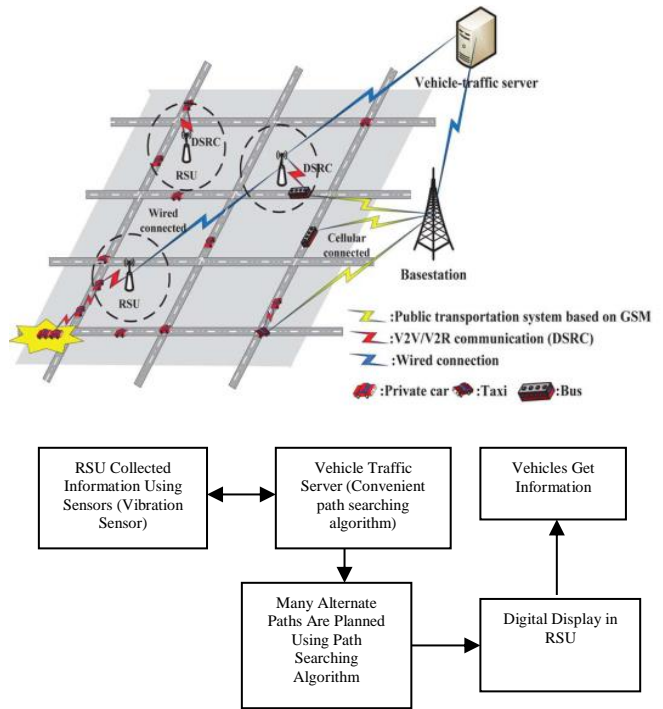 Vehicle-traffic server
DSRC
RSU
DSRC
Wired
connected
Cellular
connected
Basestation
RSU
:Public transportation system based on GSM
:V2V/V2R communication (DSRC)
:Wired connection
:Private car :Taxi :Bus
RSU Collected
Information Using
Sensors (Vibration
Sensor)
Vehicle Traffic
Server (Convenient
path searching
algorithm)
Vehicles Get
Information
Many Alternate
Paths Are Planned
Using Path
Searching
Algorithm
Digital Display in
RSU